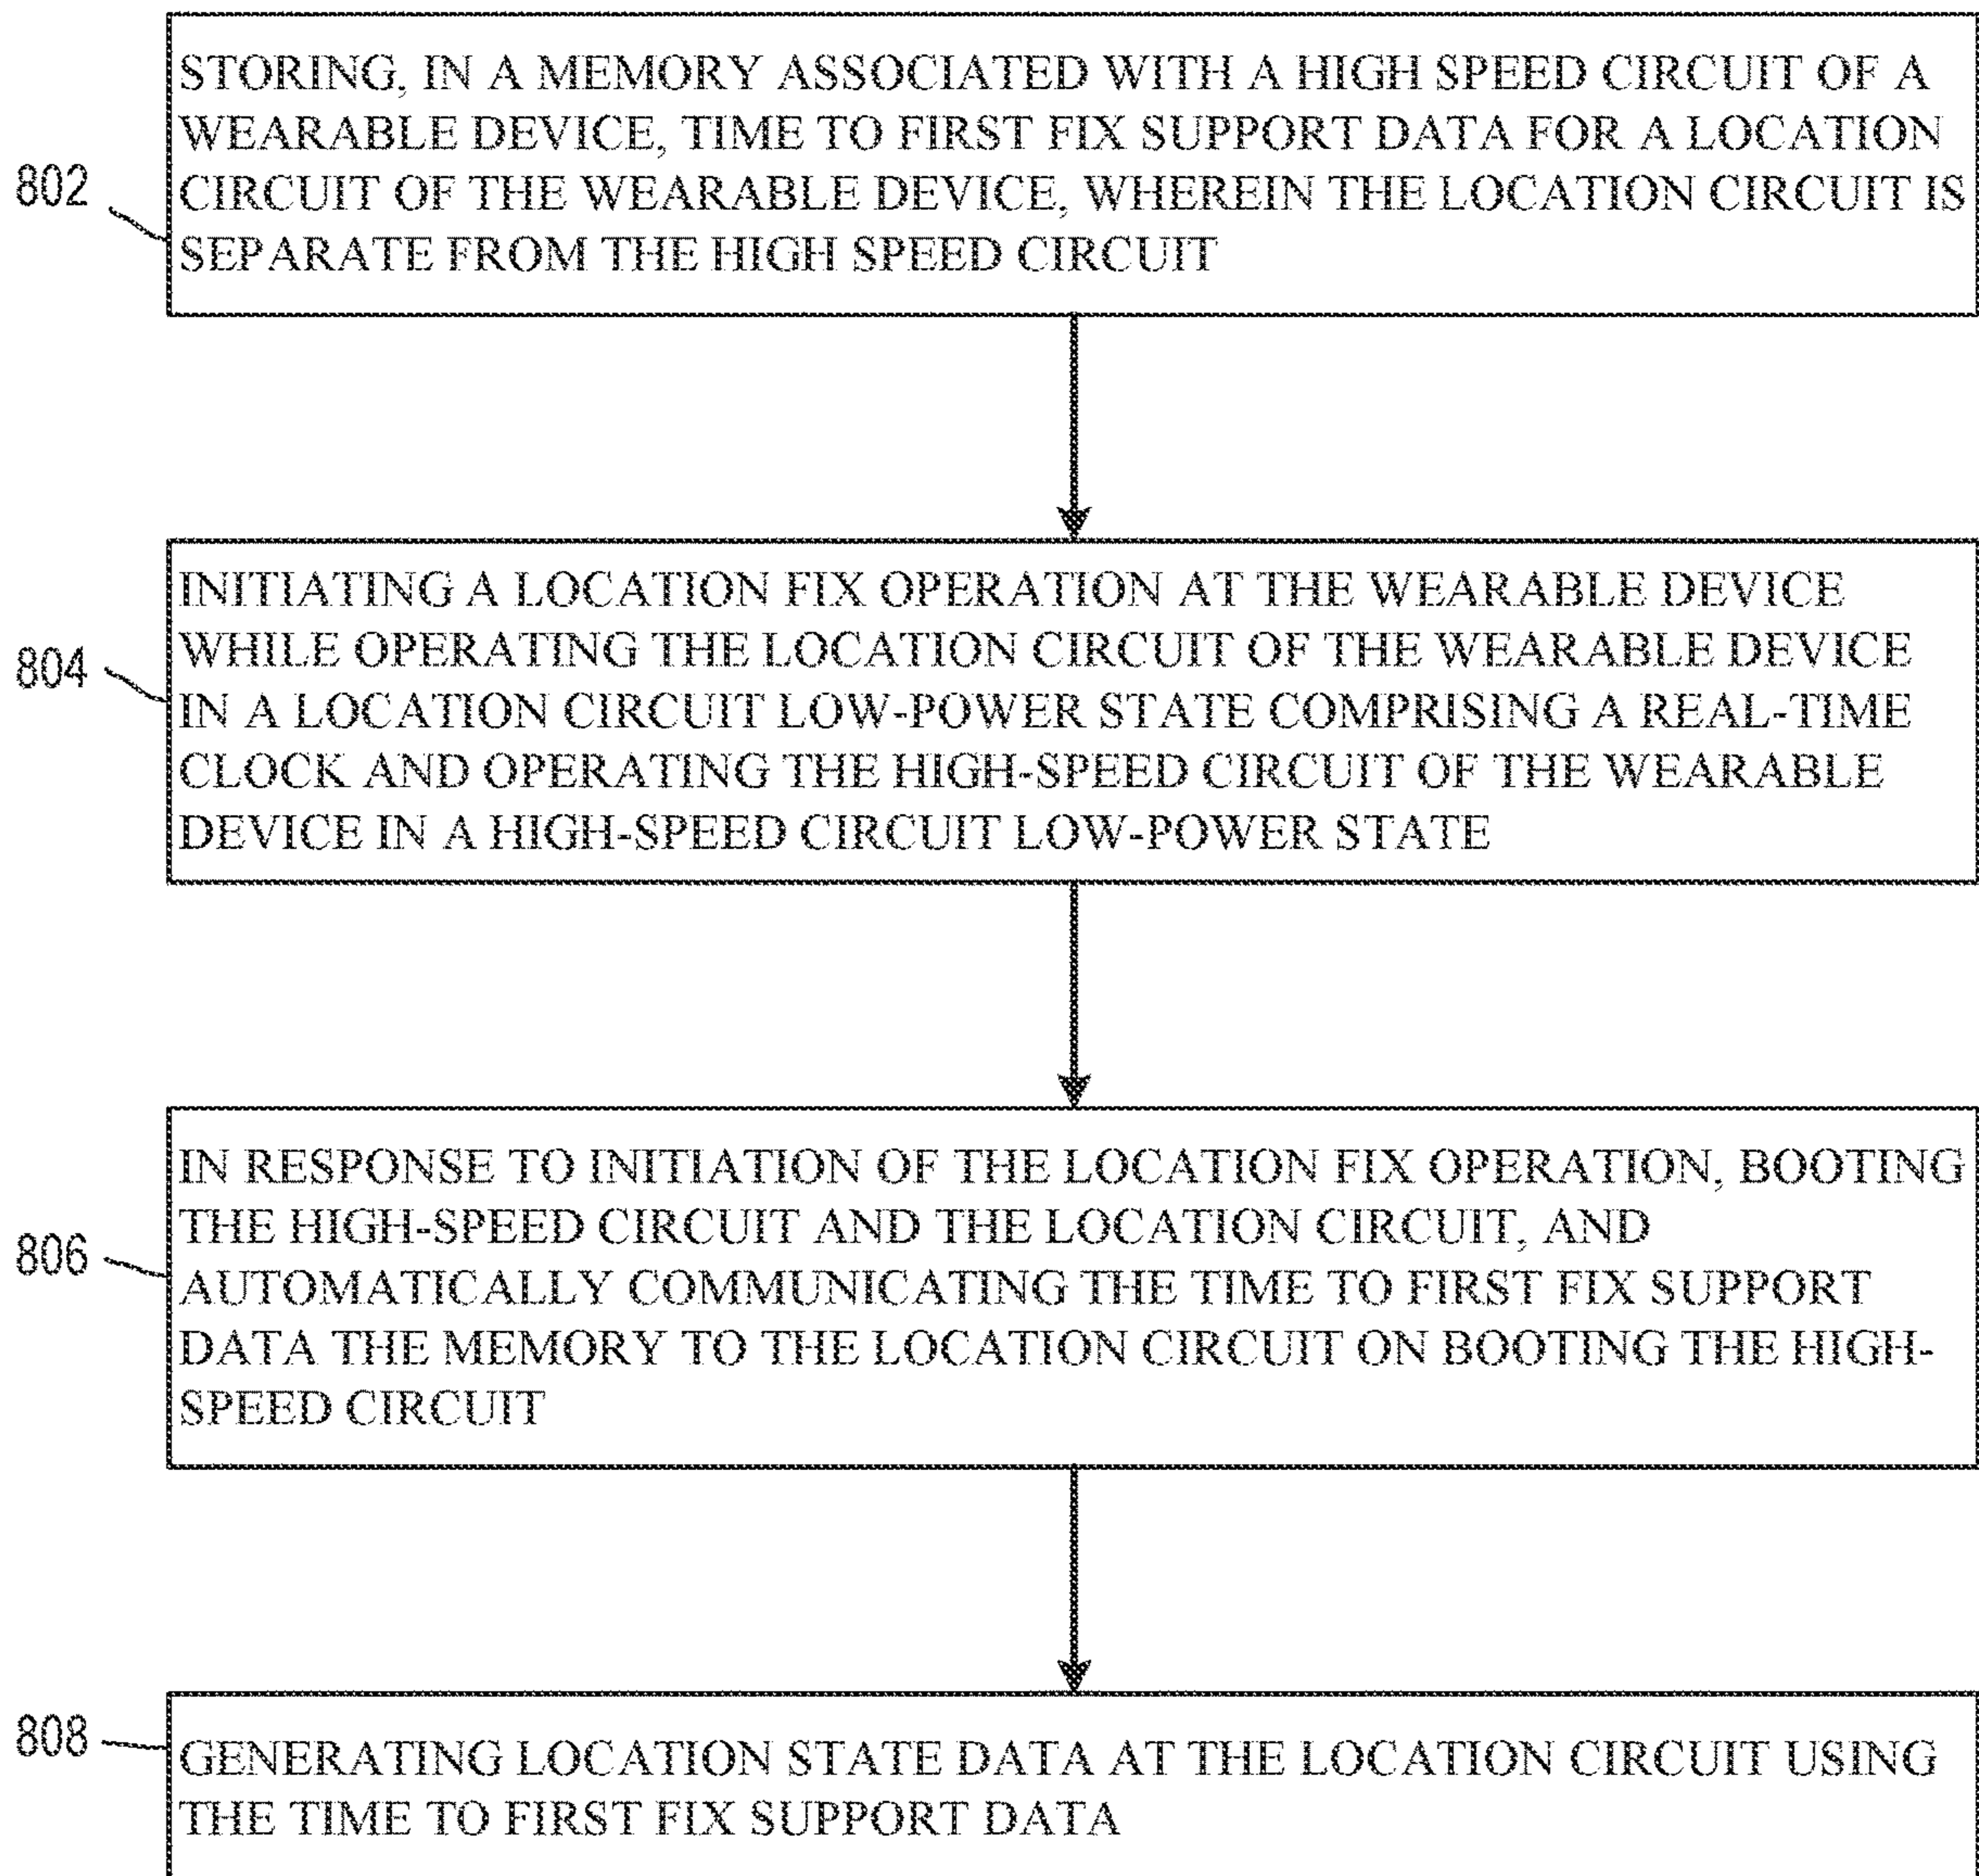 STORING, IN A MEMORY ASSOCIATED WITH A HIGH SPEED CIRCUIT OF A
WEARABLE DEVICE, TIME TO FIRST FIX SUPPORT DATA FOR A LOCATION
802
CIRCUIT OF THE WEARABLE DEVICE, WHEREIN THE LOCATION CIRCUIT IS
SEPARATE FROM THE HIGH SPEED CIRCUIT
INITIATING A LOCATION FIX OPERATION AT THE WEARABLE DEVICE
WHILE OPERATING THE LOCATION CIRCUIT OF THE WEARABLE DEVICE
804
IN A LOCATION CIRCUIT LOW-POWER STATE COMPRISING A REAL-TIME
CLOCK AND OPERATING THE HIGH-SPEED CIRCUIT OF THE WEARABLE
DEVICE IN A HIGH-SPEED CIRCUIT LOW-POWER STATE
IN RESPONSE TO INITIATION OF THE LOCATION FIX OPERATION, BOOTING
THE HIGH-SPEED CIRCUIT AND THE LOCATION CIRCUIT, AND
806
AUTOMATICALLY COMMUNICATING THE TIME TO FIRST FIX SUPPORT
DATA THE MEMORY TO THE LOCATION CIRCUIT ON BOOTING THE HIGH-
SPEED CIRCUIT
808
GENERATING LOCATION STATE DATA AT THE LOCATION CIRCUIT USING
THE TIME TO FIRST FIX SUPPORT DATA